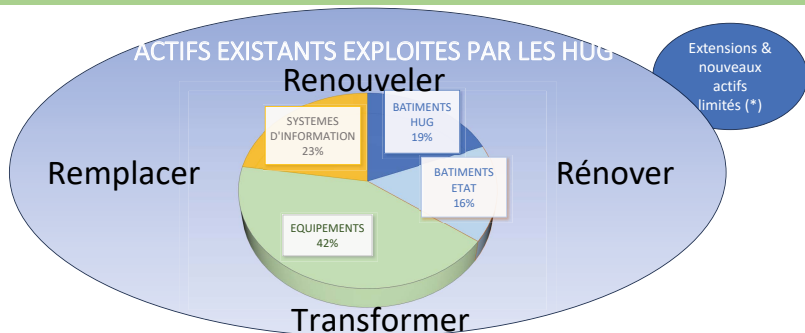 ACTIFS EXISTANTS EXPLOITES PAR LES HUG
Extensions &
nouveaux
actifs
limités (*)
Renouveler
SYSTEMES
D'INFORMATION
23%
BATIMENTS
HUG
19%
Remplacer
BATIMENTS
ETAT
16%
Rénover
EQUIPEMENTS
42%
Transformer